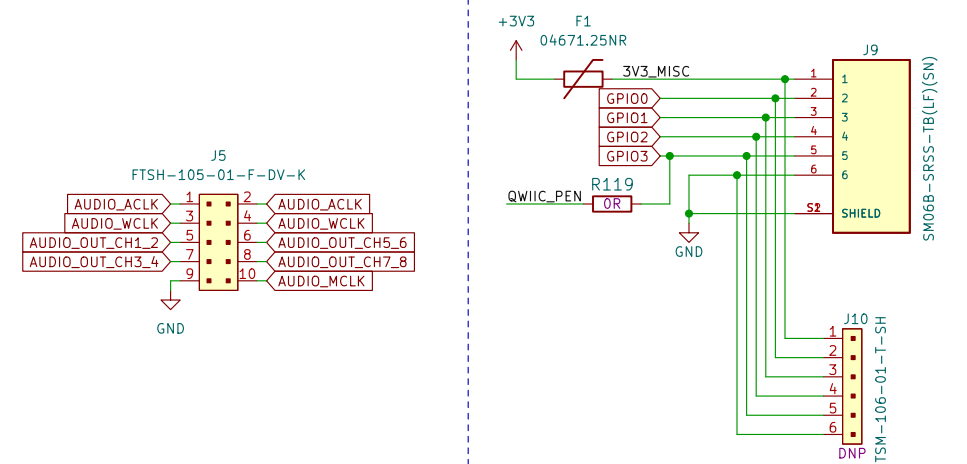 J5
FTSH-105-01-F-DV-K
AUDIO_ACLK 1 2 AUDIO_ACLK
AUDIO_WCLK 3 4 AUDIO_WCLK
AUDIO_OUT_CH1_2 5 6 AUDIO_OUT_CH5_6
AUDIO_OUT_CH3_4 7 8 AUDIO_OUT_CH7_8
9 10 AUDIO_MCLK
GND
+3V3 F1
04671.25NR
3V3_MISC
GPIO0
GPIO1
GPIO2
GPIO3
R119
QWIIC_PEN 0R
GND
J9
1 1
2 2
3 3
4 4
5 5
6 6
SHIELD
SM06B-SRSS-TB(LF)(SN)
J10
1
2
3
4
5
6
DNP
TSM-106-01-T-SH